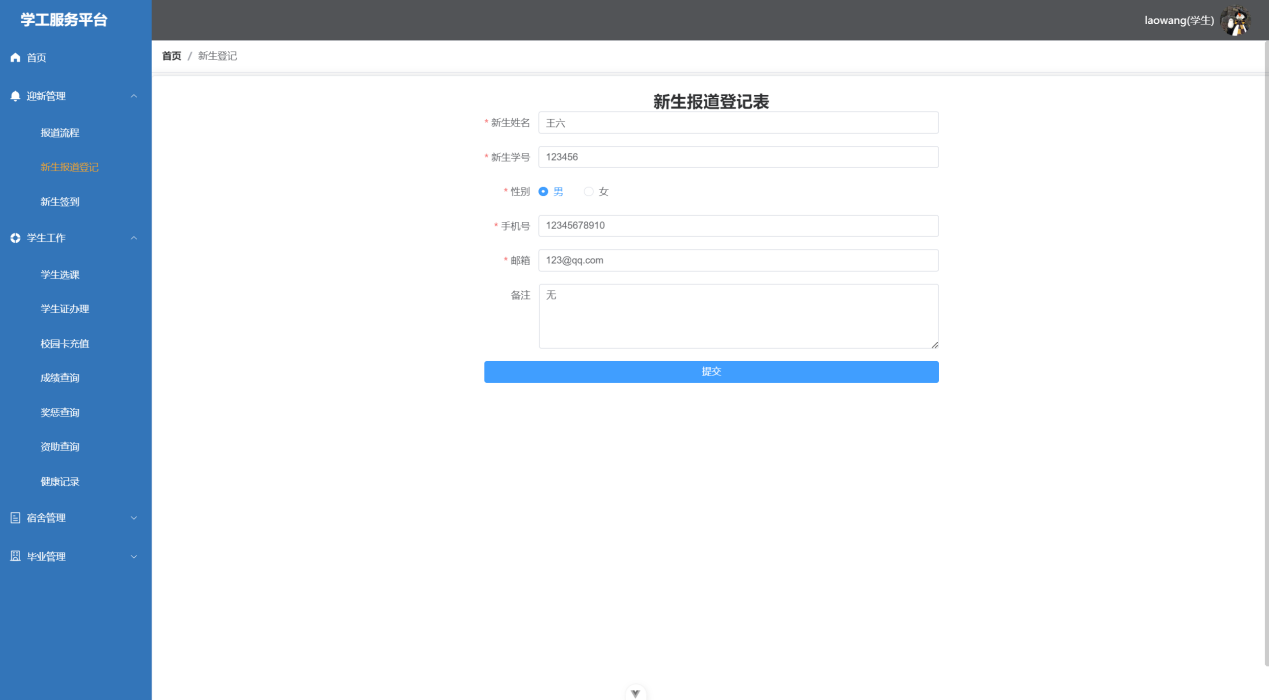 学工服务平台
laowang(学生)
首页
迎新管理
报道流程
新生报道登记
新生签到
学生工作
学生选课
学生证办理
校园卡充值
成绩查询
奖惩查询
资助查询
健康记录
宿舍管理
毕业管理
首页 / 新生登记
新生报道登记表
* 新生姓名 王六
* 新生学号 123456
* 性别 男 女
* 手机号 12345678910
* 邮箱 123@qq.com
备注 无
提交